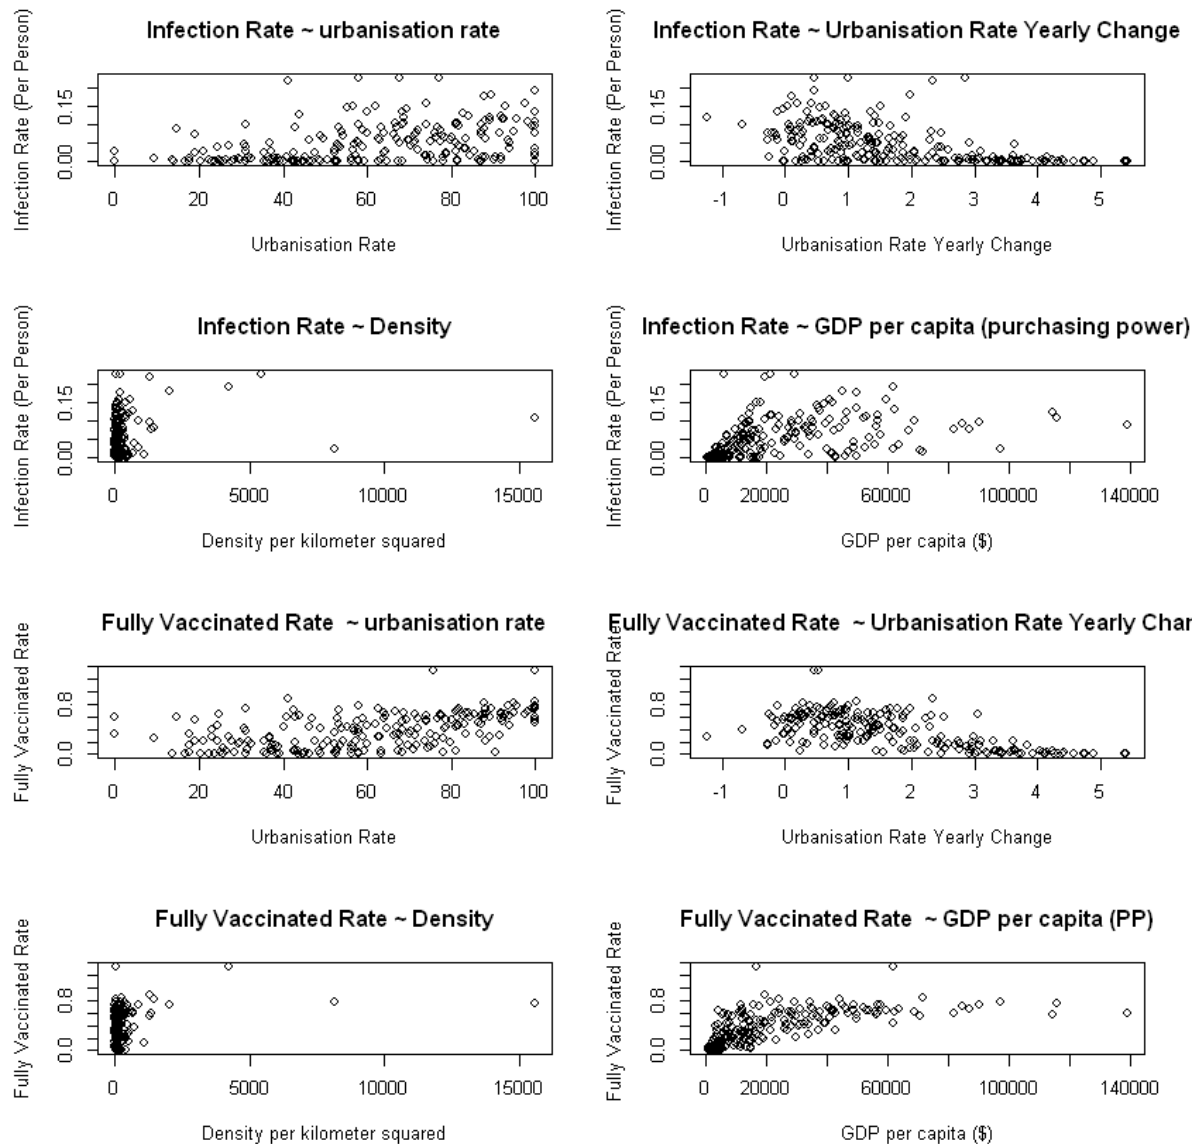 Infection Rate ~ urbanisation rate
Infection Rate (Per Person)
0.00 0.15
0 20 40 60 80 100
Urbanisation Rate
Infection Rate ~ Urbanisation Rate Yearly Change
Infection Rate (Per Person)
0.00 0.15
-1 0 1 2 3 4 5
Urbanisation Rate Yearly Change
Infection Rate ~ Density
Infection Rate (Per Person)
0.00 0.15
0 5000 10000 15000
Density per kilometer squared
Infection Rate ~ GDP per capita (purchasing power)
Infection Rate (Per Person)
0.00 0.15
0 20000 60000 100000 140000
GDP per capita ($)
Fully Vaccinated Rate ~ urbanisation rate
Fully Vaccinated Rate
0.0 0.8
0 20 40 60 80 100
Urbanisation Rate
Fully Vaccinated Rate ~ Urbanisation Rate Yearly Char
Fully Vaccinated Rate
0.0 0.8
-1 0 1 2 3 4 5
Urbanisation Rate Yearly Change
Fully Vaccinated Rate ~ Density
Fully Vaccinated Rate
0.0 0.8
0 5000 10000 15000
Density per kilometer squared
Fully Vaccinated Rate ~ GDP per capita (PP)
Fully Vaccinated Rate
0.0 0.8
0 20000 60000 100000 140000
GDP per capita ($)